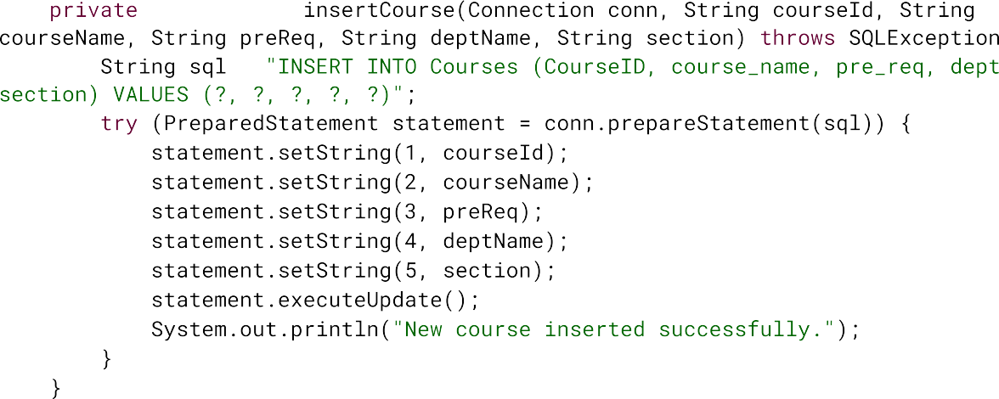 private insertCourse(Connection conn, String courseId, String
courseName, String preReq, String deptName, String section) throws SQLException
String sql "INSERT INTO Courses (CourseID, course_name, pre_req, dept
section) VALUES (?, ?, ?, ?, ?)";
try (PreparedStatement statement = conn.prepareStatement(sql)) {
statement.setString(1, courseId);
statement.setString(2, courseName);
statement.setString(3, preReq);
statement.setString(4, deptName);
statement.setString(5, section);
statement.executeUpdate();
System.out.println("New course inserted successfully.");
}
}